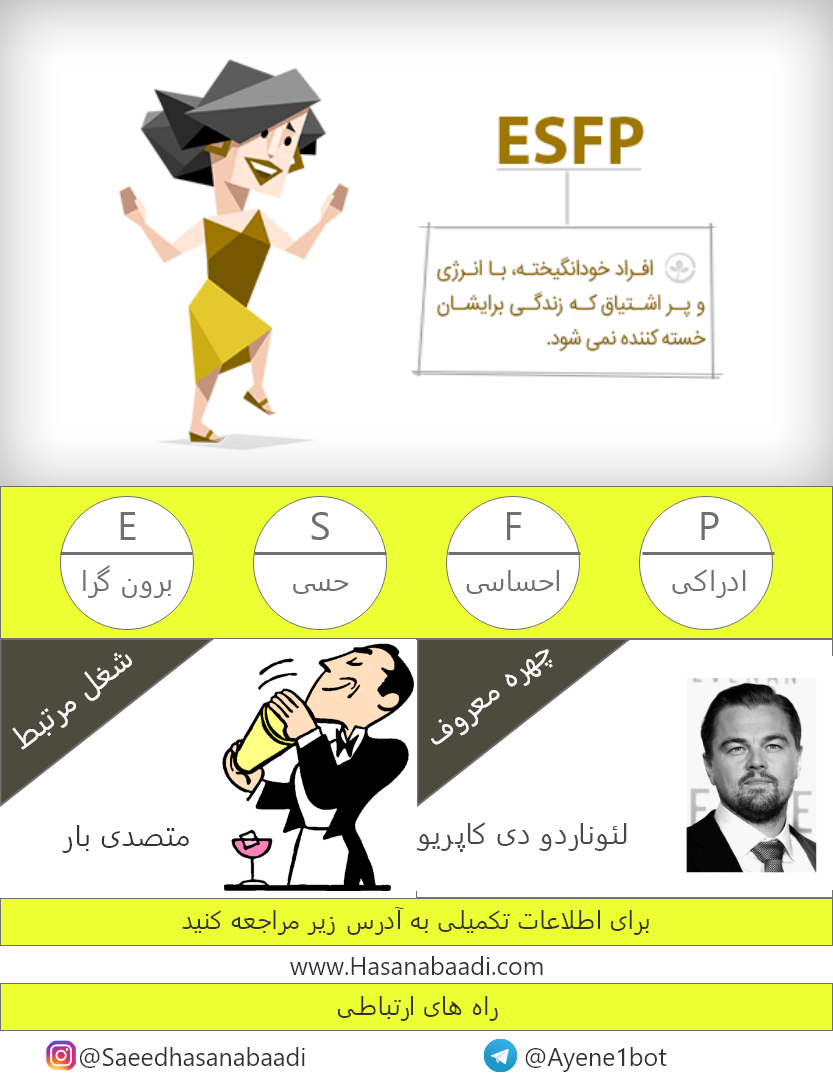 ESFP
افراد خودانگیخته، با انرژی
و پر اشتیاق که زندگی برایشان
خسته کننده نمی شود.
E
برون گرا
S
حسی
F
احساسی
P
ادراکی
شغل مرتبط
متصدی بار
چهره معروف
لئوناردو دی کاپریو
برای اطلاعات تکمیلی به آدرس زیر مراجعه کنید
www.Hasanabaadi.com
راه های ارتباطی
@Saeedhasanabaadi
@Ayene1bot